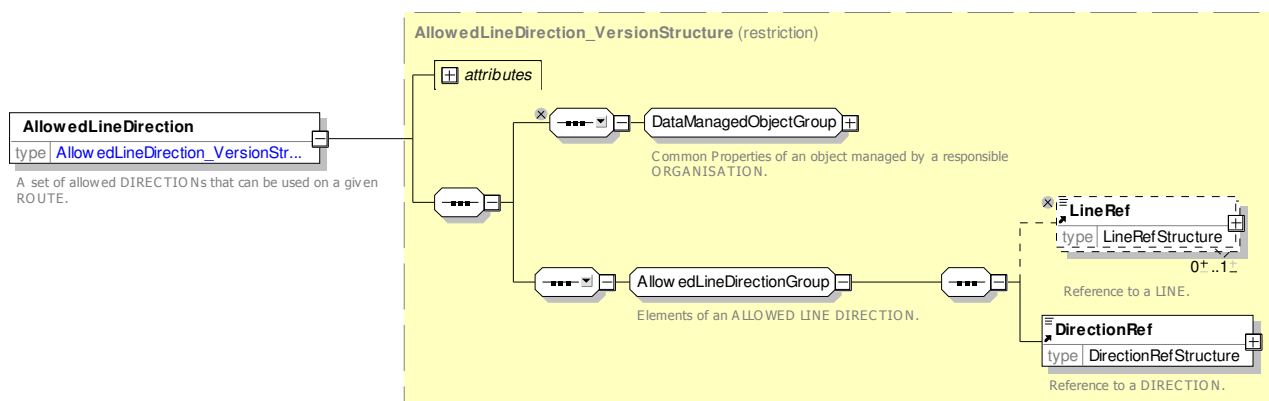 AllowedLineDirection_VersionStructure (restriction)
attributes
AllowedLineDirection
type AllowedLineDirection_VersionStr...
A set of allowed DIRECTIONs that can be used on a given
ROUTE.
DataManagedObjectGroup
Common Properties of an object managed by a responsible
ORGANISATION.
LineRef
type LineRefStructure
0..1
Reference to a LINE.
AllowedLineDirectionGroup
Elements of an ALLOWED LINE DIRECTION.
DirectionRef
type DirectionRefStructure
Reference to a DIRECTION.